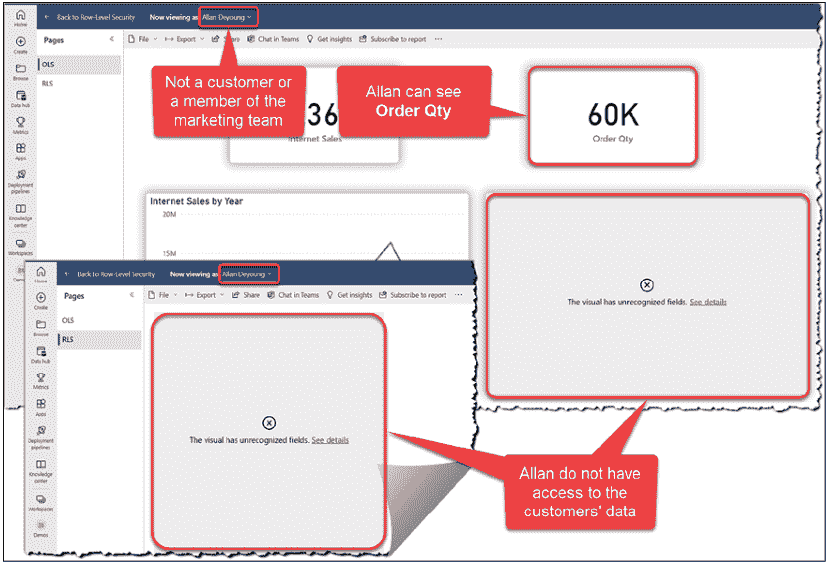 Home
Create
Browse
Data hub
Metrics
Apps
Deployment
pipelines
Knowledge
center
Workspaces
← Back to Row-Level Security Now viewing as Allan Deyoung
Pages
OLS
RLS
File Export Share Chat in Teams Get insights Subscribe to report ...
Not a customer or
a member of the
marketing team
Allan can see
Order Qty
36
Internet Sales
60K
Order Qty
Internet Sales by Year
20M
15M
The visual has unrecognized fields. See details
← Back to Row-Level Security Now viewing as Allan Deyoung
Create
Browse
Data hub
Metrics
Apps
Deployment
pipelines
Knowledge
center
Workspaces
Demos
Pages
OLS
RLS
File Export Share Chat in Teams Get insights Subscribe to report ...
The visual has unrecognized fields. See details
Allan do not have
access to the
customers' data